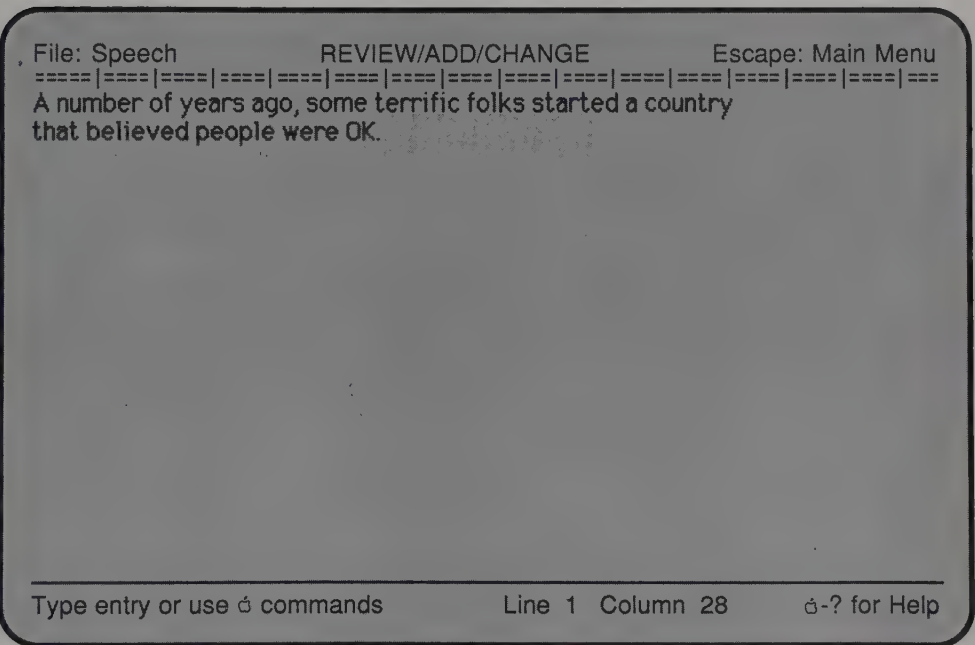 File: Speech REVIEW/ADD/CHANGE Escape: Main Menu
=====|====|====|====|====|====|====|====|====|====|====|====|====|====|====|===
A number of years ago, some terrific folks started a country
that believed people were OK.
Type entry or use  commands Line 1 Column 28 -? for Help